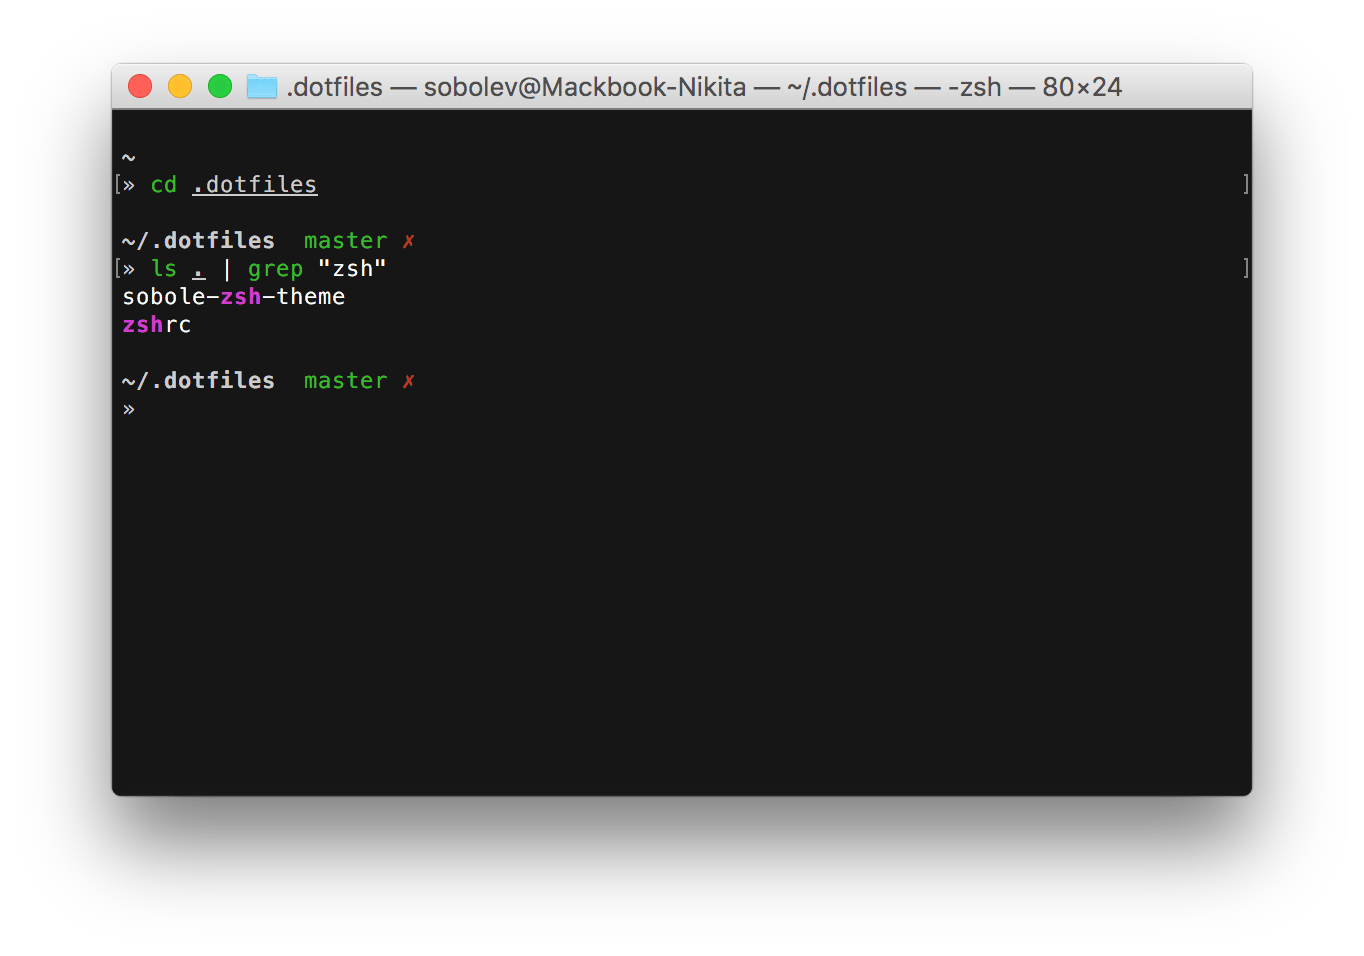 .dotfiles — sobolev@Mackbook-Nikita — ~/.dotfiles — -zsh — 80×24
~
[» cd .dotfiles ]
~/.dotfiles master ✗
[» ls . | grep "zsh" ]
sobole-zsh-theme
zshrc
~/.dotfiles master ✗
»